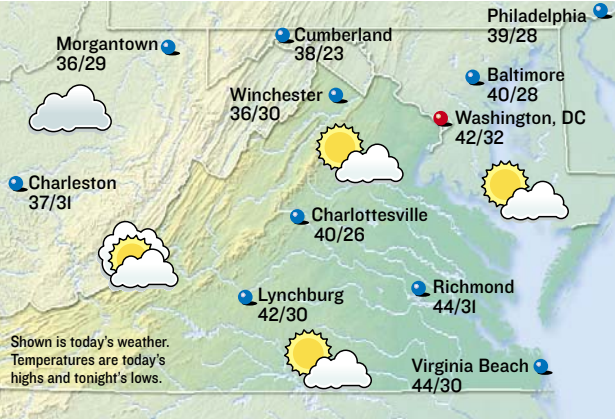 Philadelphia
39/28
Morgantown
36/29
Cumberland
38/23
Baltimore
40/28
Winchester
36/30
Washington, DC
42/32
Charleston
37/31
Charlottesville
40/26
Lynchburg
42/30
Richmond
44/31
Shown is today's weather.
Temperatures are today's
highs and tonight's lows.
Virginia Beach
44/30